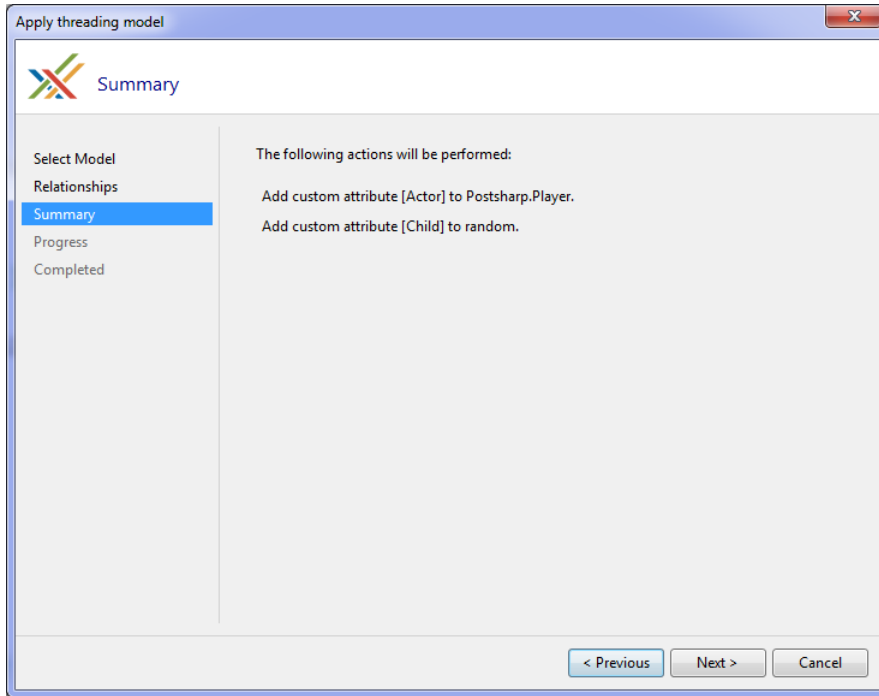 Apply threading model
Summary
Select Model
Relationships
Summary
Progress
Completed
The following actions will be performed:
Add custom attribute [Actor] to Postsharp.Player.
Add custom attribute [Child] to random.
< Previous
Next >
Cancel